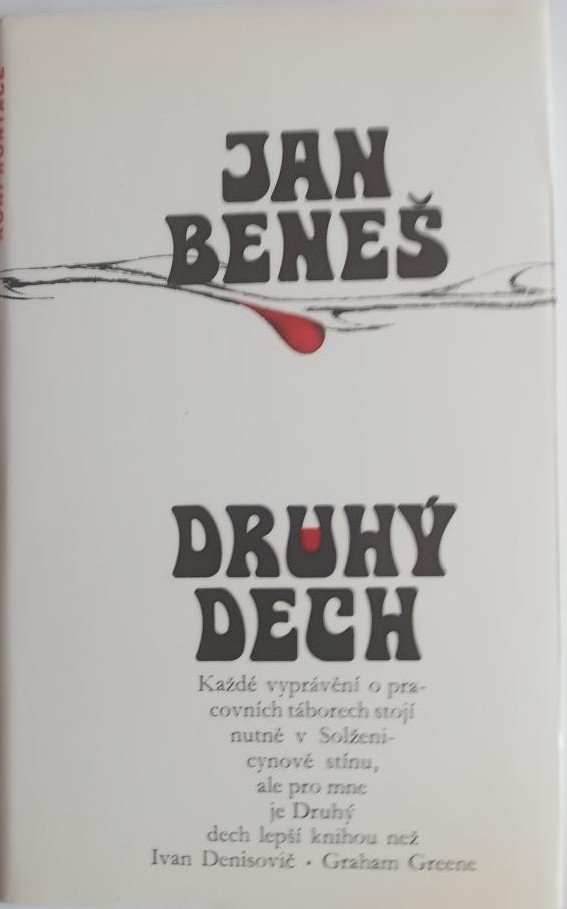 KONFRONTACE
JAN
BENEŠ
DRUHÝ
DECH
Každé vyprávění o pra-
covních táborech stojí
nutně v Solženi-
cynově stínu,
ale pro mne
je Druhý
dech lepší knihou než
Ivan Denisovič • Graham Greene